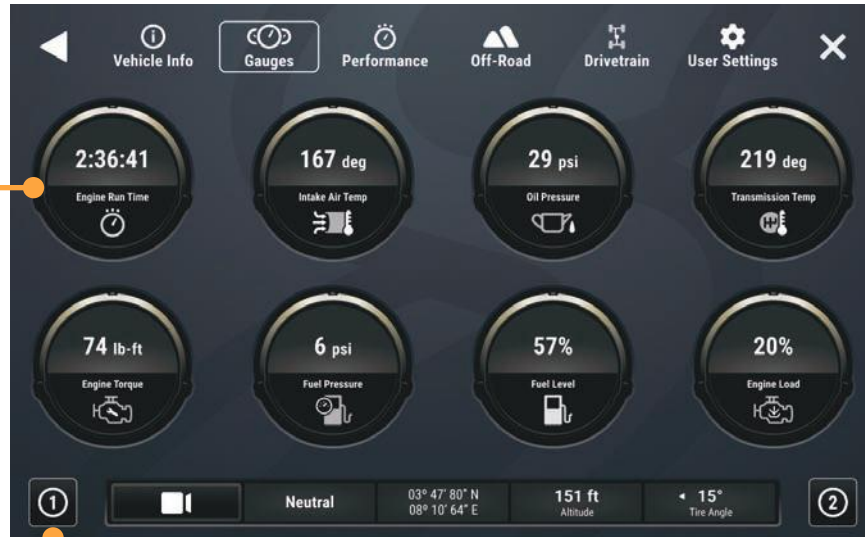 Vehicle Info
Gauges
Performance
Off-Road
Drivetrain
User Settings
2:36:41
Engine Run Time
167 deg
Intake Air Temp
29 psi
Oil Pressure
219 deg
Transmission Temp
74 lb-ft
Engine Torque
6 psi
Fuel Pressure
57%
Fuel Level
20%
Engine Load
1
Neutral
03º 47' 80" N
08º 10' 64" E
151 ft
Altitude
15°
Tire Angle
2